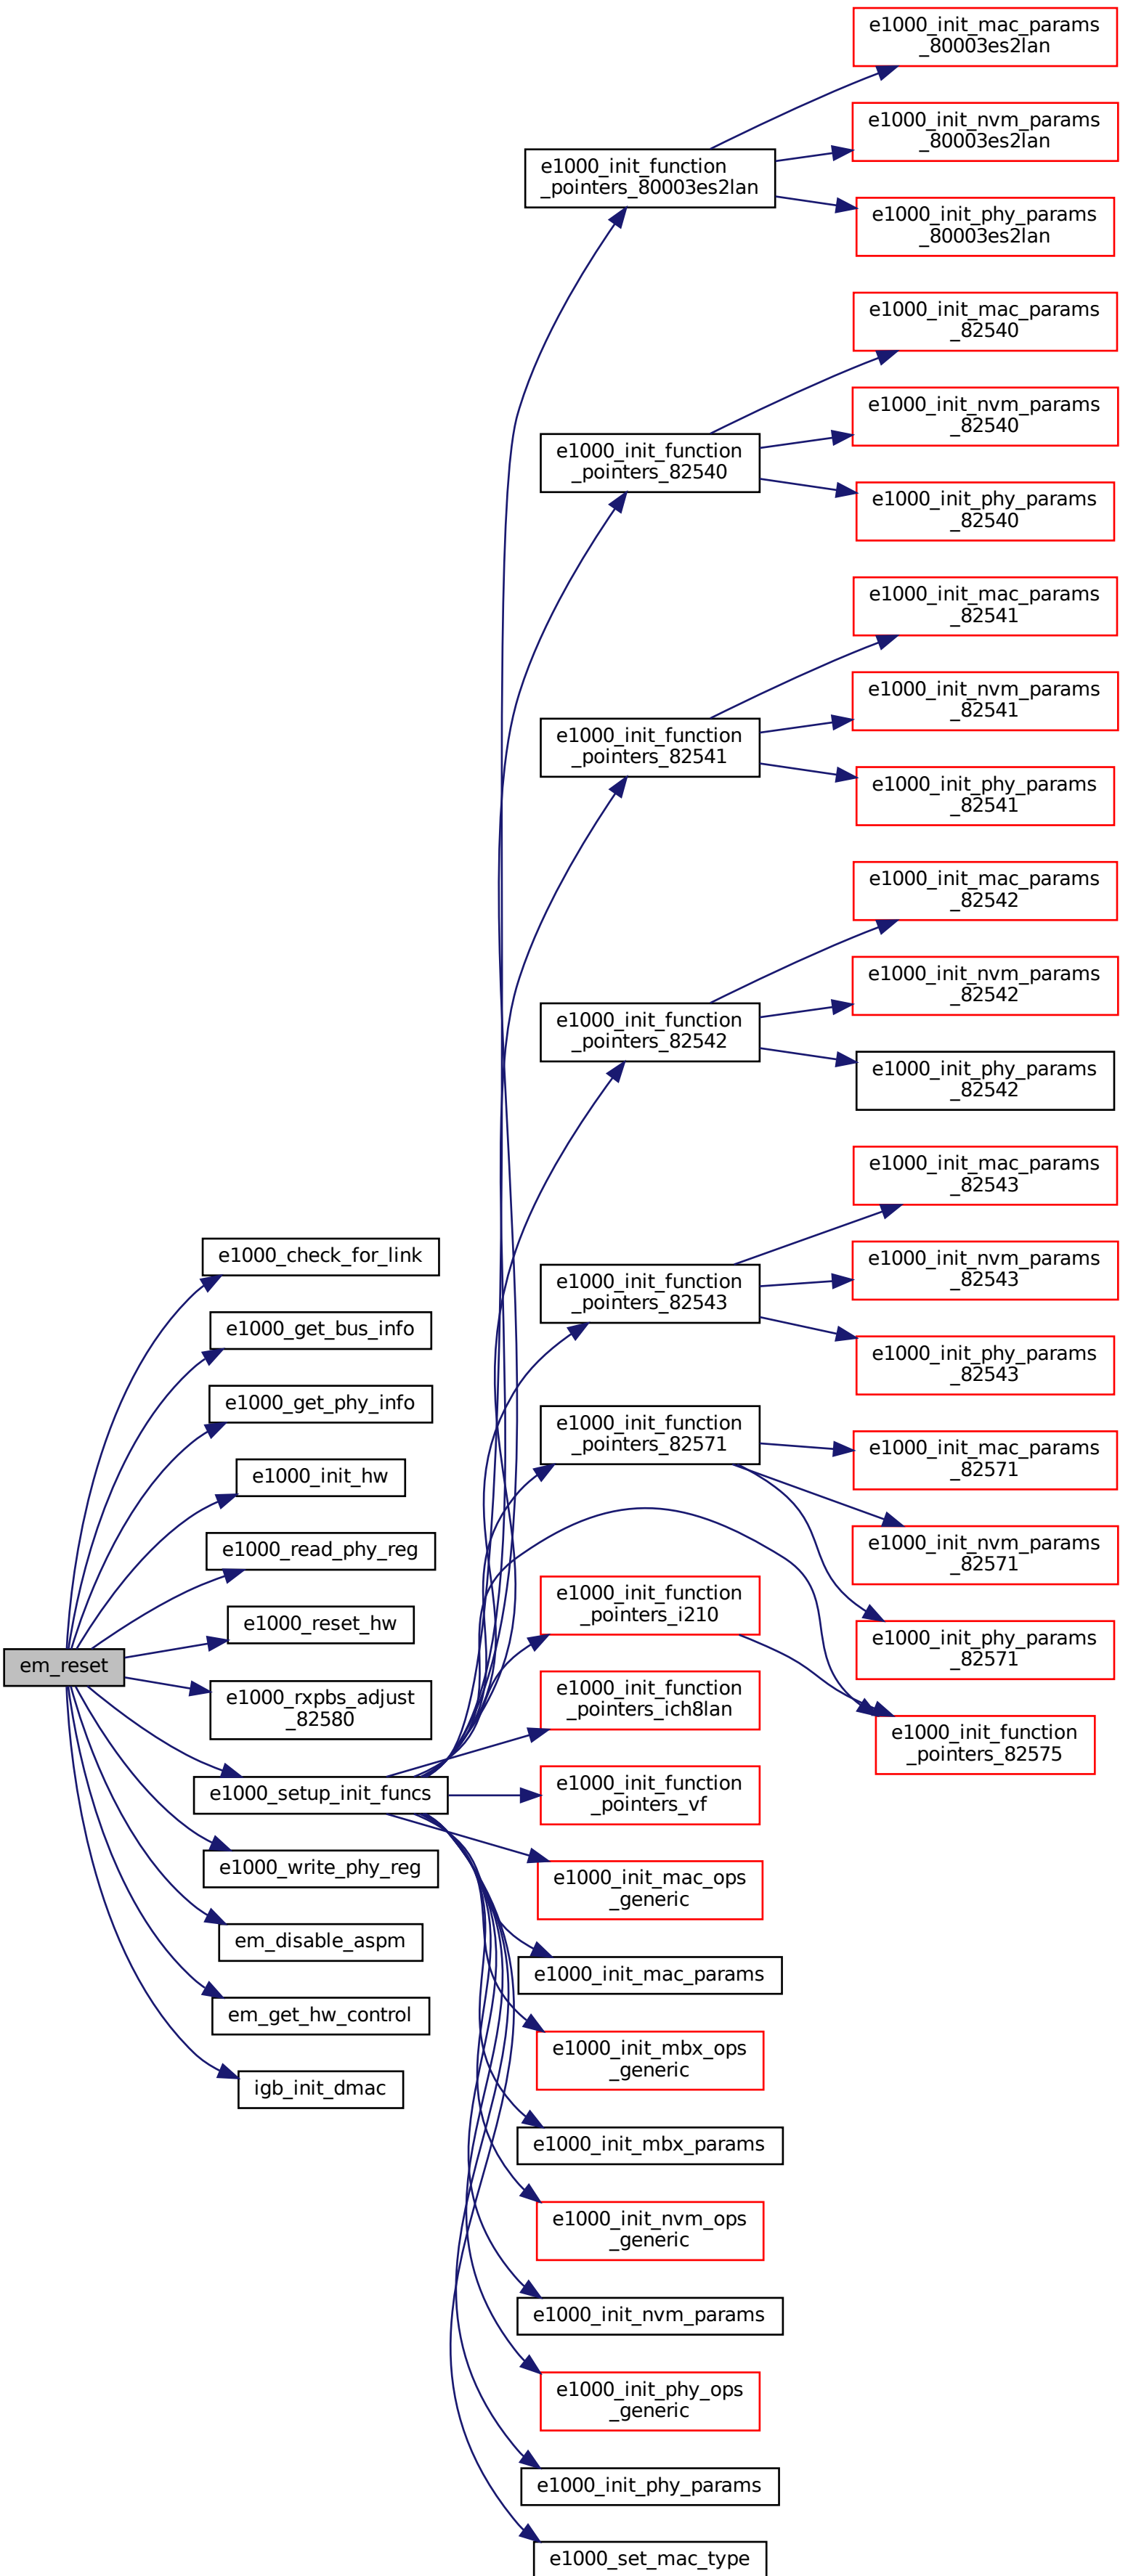 em_reset
e1000_check_for_link
e1000_get_bus_info
e1000_get_phy_info
e1000_init_hw
e1000_read_phy_reg
e1000_reset_hw
e1000_rxpbs_adjust
_82580
e1000_setup_init_funcs
e1000_write_phy_reg
em_disable_aspm
em_get_hw_control
igb_init_dmac
e1000_init_function
_pointers_80003es2lan
e1000_init_function
_pointers_82540
e1000_init_function
_pointers_82541
e1000_init_function
_pointers_82542
e1000_init_function
_pointers_82543
e1000_init_function
_pointers_82571
e1000_init_function
_pointers_i210
e1000_init_function
_pointers_ich8lan
e1000_init_function
_pointers_vf
e1000_init_mac_ops
_generic
e1000_init_mac_params
e1000_init_mbx_ops
_generic
e1000_init_mbx_params
e1000_init_nvm_ops
_generic
e1000_init_nvm_params
e1000_init_phy_ops
_generic
e1000_init_phy_params
e1000_set_mac_type
e1000_init_mac_params
_80003es2lan
e1000_init_nvm_params
_80003es2lan
e1000_init_phy_params
_80003es2lan
e1000_init_mac_params
_82540
e1000_init_nvm_params
_82540
e1000_init_phy_params
_82540
e1000_init_mac_params
_82541
e1000_init_nvm_params
_82541
e1000_init_phy_params
_82541
e1000_init_mac_params
_82542
e1000_init_nvm_params
_82542
e1000_init_phy_params
_82542
e1000_init_mac_params
_82543
e1000_init_nvm_params
_82543
e1000_init_phy_params
_82543
e1000_init_mac_params
_82571
e1000_init_nvm_params
_82571
e1000_init_phy_params
_82571
e1000_init_function
_pointers_82575